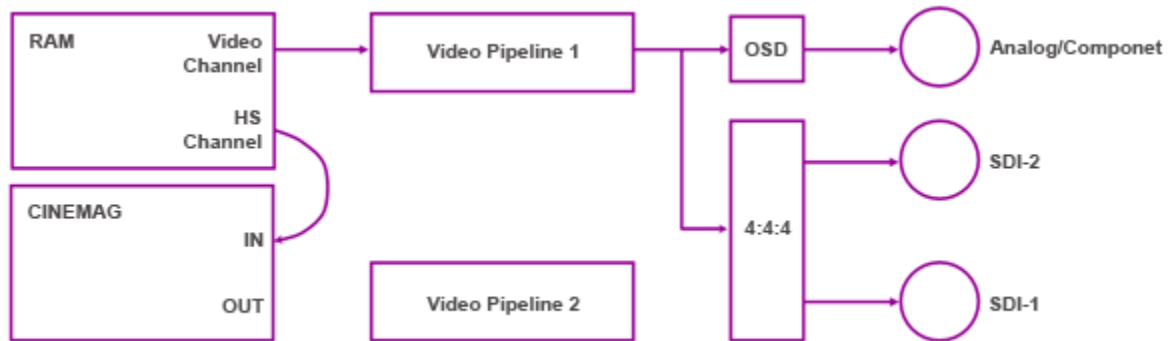 RAM
Video
Channel
HS
Channel
Video Pipeline 1
OSD
Analog/Componet
CINEMAG
IN
OUT
Video Pipeline 2
4:4:4
SDI-2
SDI-1